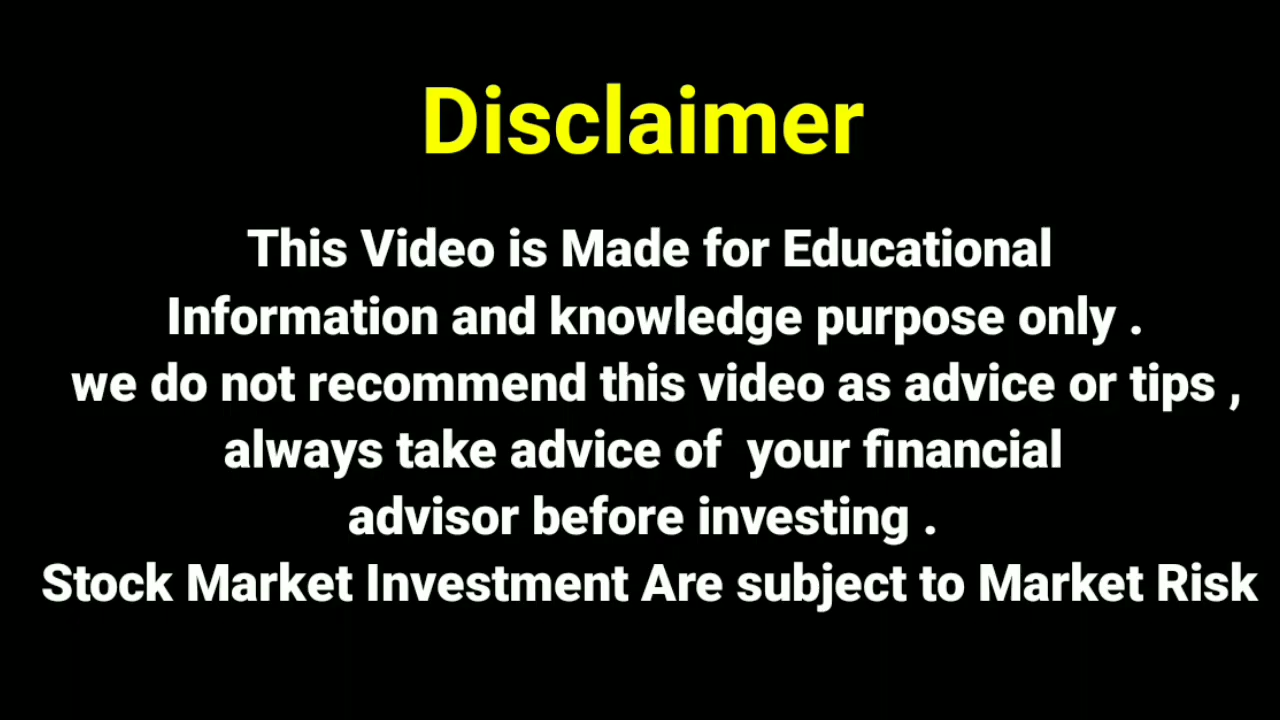 Disclaimer
This Video is Made for Educational
Information and knowledge purpose only .
we do not recommend this video as advice or tips ,
always take advice of  your financial
advisor before investing .
Stock Market Investment Are subject to Market Risk